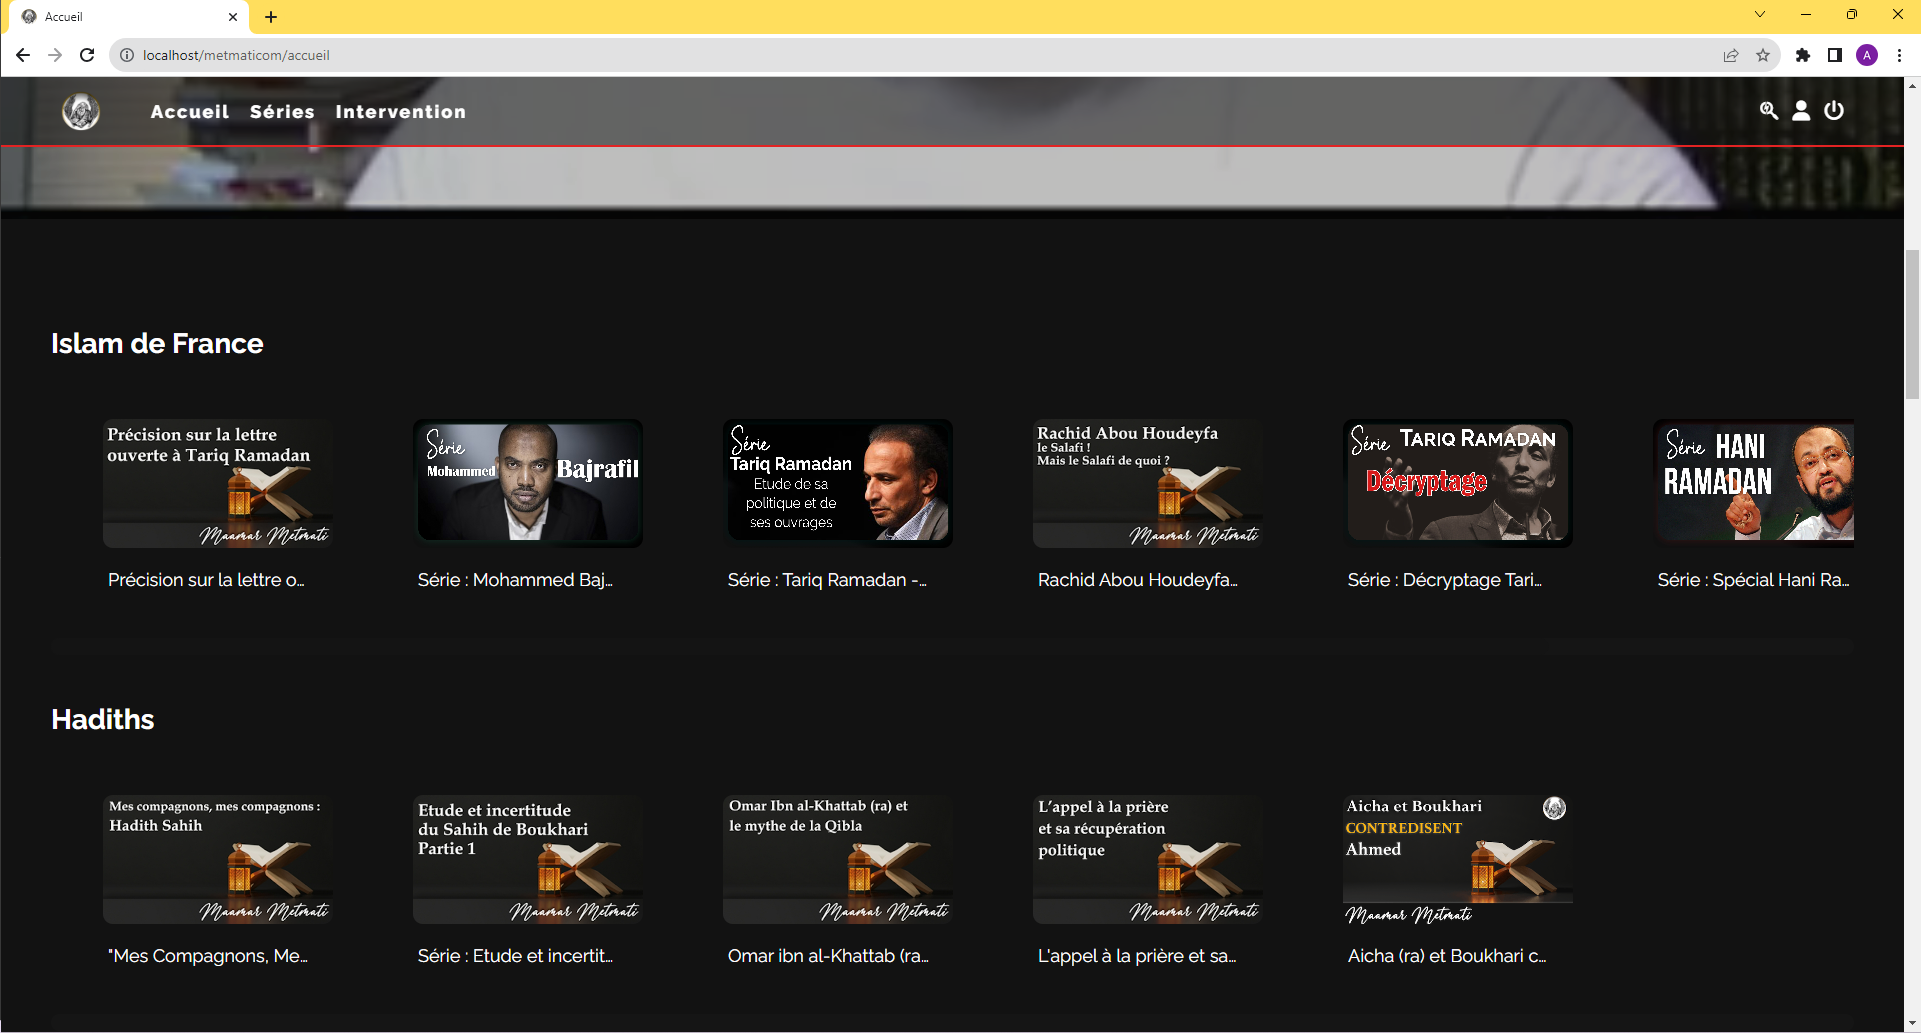 Accueil
localhost/metmaticom/accueil
A
Accueil Séries Intervention
Islam de France
Précision sur la lettre
ouverte à Tariq Ramadan
Maamar Metmati
Série
Mohammed Bajrafil
Série
Tariq Ramadan
Etude de sa
politique et de
ses ouvrages
Rachid Abou Houdeyfa
le Salafi !
Mais le Salafi de quoi ?
Maamar Metmati
Série TARIQ RAMADAN
Décryptage
Série HANI
RAMADAN
Précision sur la lettre o...
Série : Mohammed Baj...
Série : Tariq Ramadan -...
Rachid Abou Houdeyfa...
Série : Décryptage Tari...
Série : Spécial Hani Ra...
Hadiths
Mes compagnons, mes compagnons :
Hadith Sahih
Maamar Metmati
Etude et incertitude
du Sahih de Boukhari
Partie 1
Maamar Metmati
Omar Ibn al-Khattab (ra) et
le mythe de la Qibla
Maamar Metmati
L'appel à la prière
et sa récupération
politique
Maamar Metmati
Aicha et Boukhari
CONTREDISENT
Ahmed
Maamar Metmati
"Mes Compagnons, Me...
Série : Etude et incertit...
Omar ibn al-Khattab (ra...
L'appel à la prière et sa...
Aicha (ra) et Boukhari c...